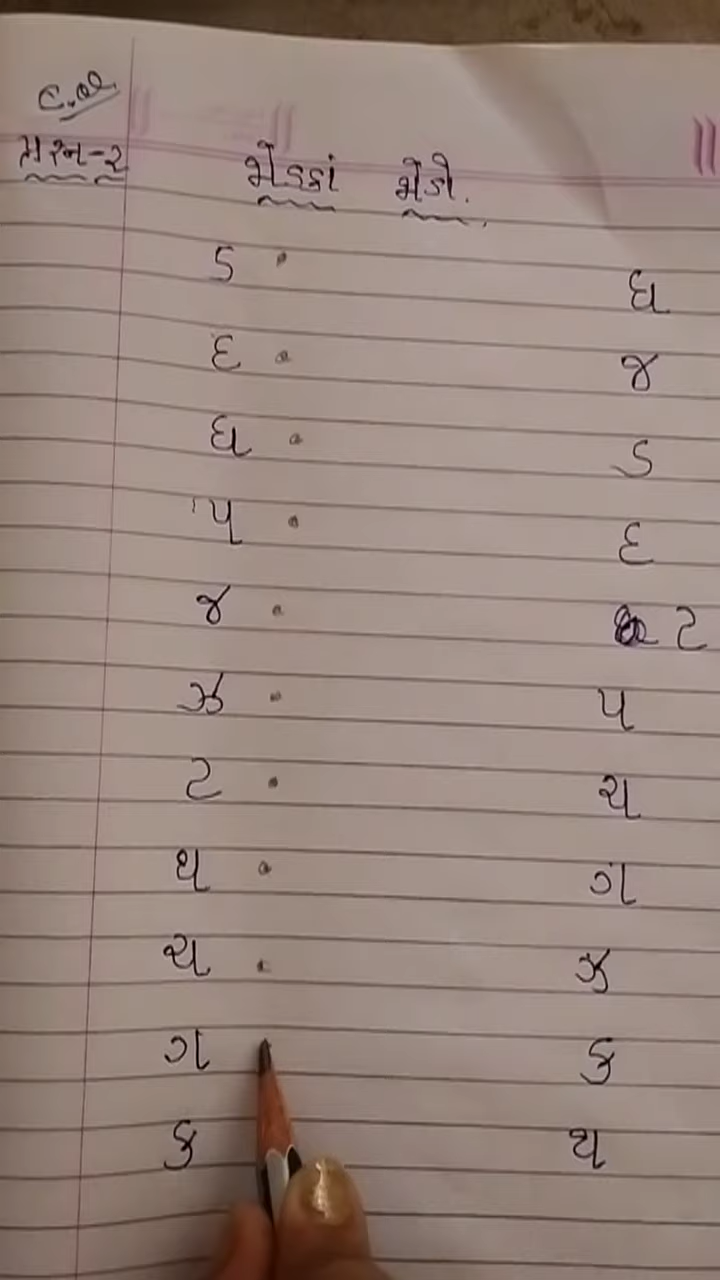 C.W.
પ્રશ્ન-૨ જોડકાં જોડો.
ડ ઘ
દ જ
ઘ ડ
પ દ
જ ટ
ઝ પ
ટ ચ
થ ગ
ચ ઝ
ગ ક
ક થ